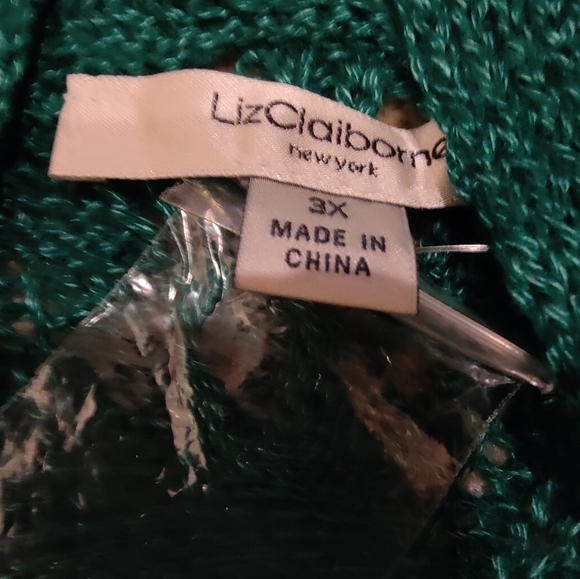 LizClaiborne
new york
3X
MADE IN
CHINA